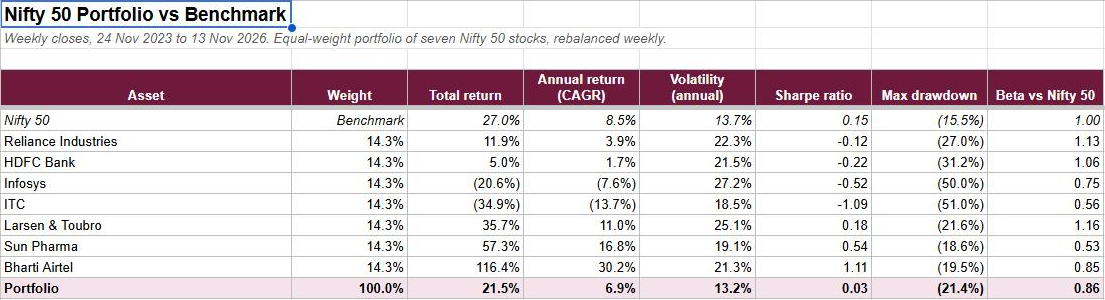 Nifty 50 Portfolio vs Benchmark
Weekly closes, 24 Nov 2023 to 13 Nov 2026. Equal-weight portfolio of seven Nifty 50 stocks, rebalanced weekly.
Asset Weight Total return Annual return (CAGR) Volatility (annual) Sharpe ratio Max drawdown Beta vs Nifty 50
Nifty 50 Benchmark 27.0% 8.5% 13.7% 0.15 (15.5%) 1.00
Reliance Industries 14.3% 11.9% 3.9% 22.3% -0.12 (27.0%) 1.13
HDFC Bank 14.3% 5.0% 1.7% 21.5% -0.22 (31.2%) 1.06
Infosys 14.3% (20.6%) (7.6%) 27.2% -0.52 (50.0%) 0.75
ITC 14.3% (34.9%) (13.7%) 18.5% -1.09 (51.0%) 0.56
Larsen & Toubro 14.3% 35.7% 11.0% 25.1% 0.18 (21.6%) 1.16
Sun Pharma 14.3% 57.3% 16.8% 19.1% 0.54 (18.6%) 0.53
Bharti Airtel 14.3% 116.4% 30.2% 21.3% 1.11 (19.5%) 0.85
Portfolio 100.0% 21.5% 6.9% 13.2% 0.03 (21.4%) 0.86